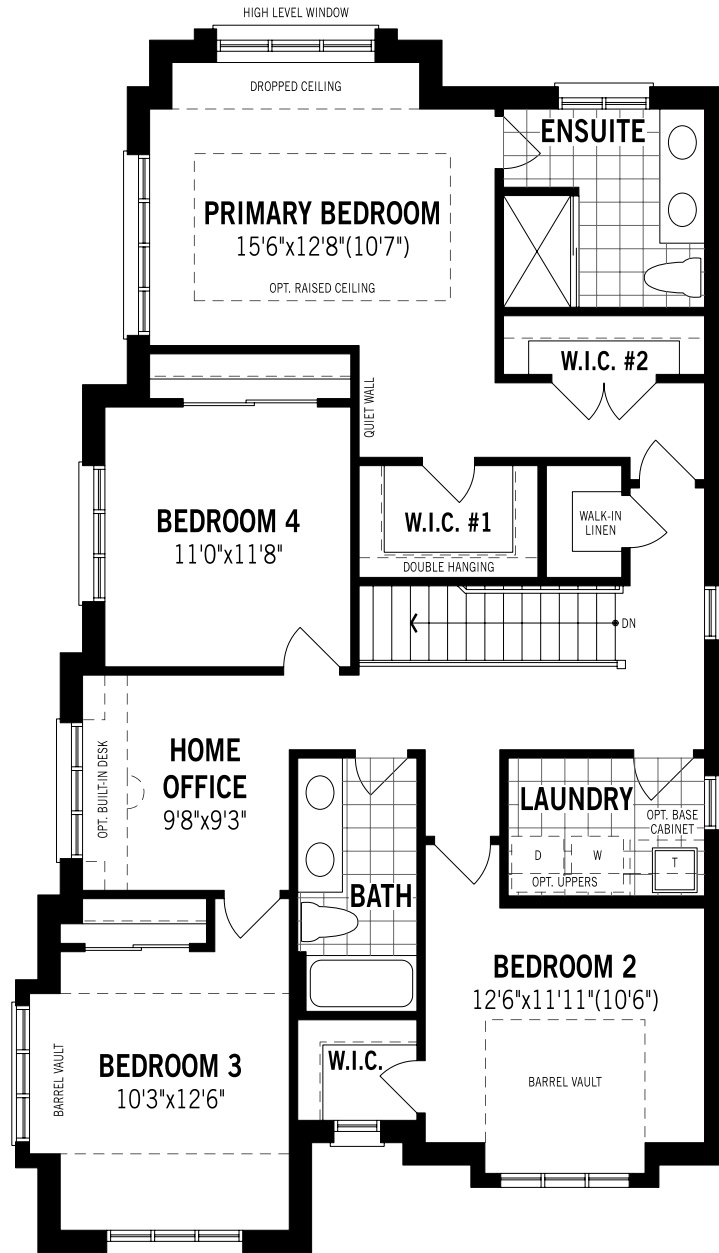 HIGH LEVEL WINDOW
DROPPED CEILING
ENSUITE
PRIMARY BEDROOM
15'6"x12'8"(10'7")
OPT. RAISED CEILING
W.I.C. #2
QUIET WALL
BEDROOM 4
11'0"x11'8"
W.I.C. #1
DOUBLE HANGING
WALK-IN
LINEN
DN
HOME
OFFICE
9'8"x9'3"
OPT. BUILT-IN DESK
LAUNDRY
OPT. BASE
CABINET
D
W
T
OPT. UPPERS
BATH
BEDROOM 2
12'6"x11'11"(10'6")
BARREL VAULT
W.I.C.
BEDROOM 3
10'3"x12'6"
BARREL VAULT